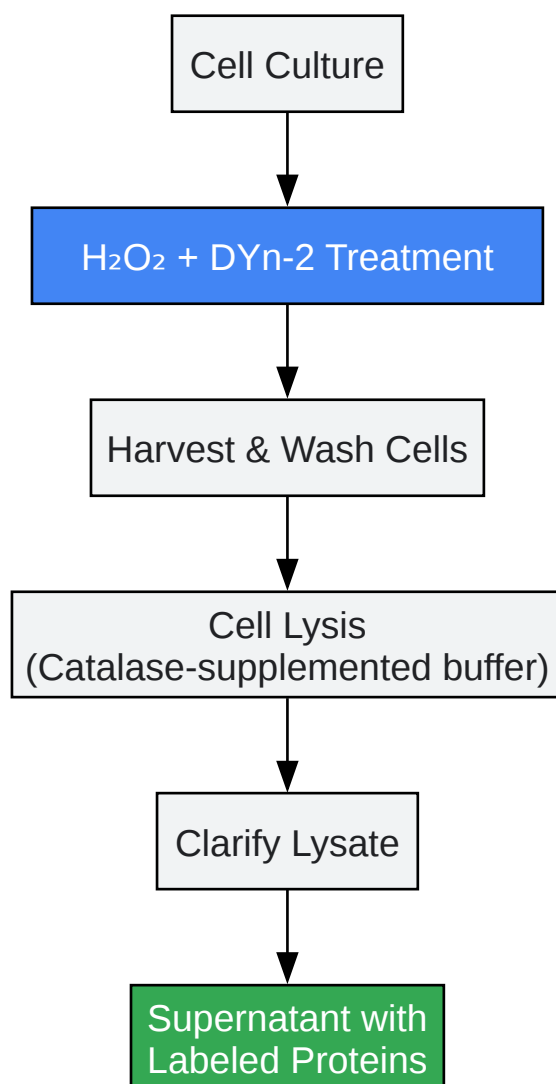 Cell Culture
H₂O₂ + DYn-2 Treatment
Harvest & Wash Cells
Cell Lysis
(Catalase-supplemented buffer)
Clarify Lysate
Supernatant with
Labeled Proteins